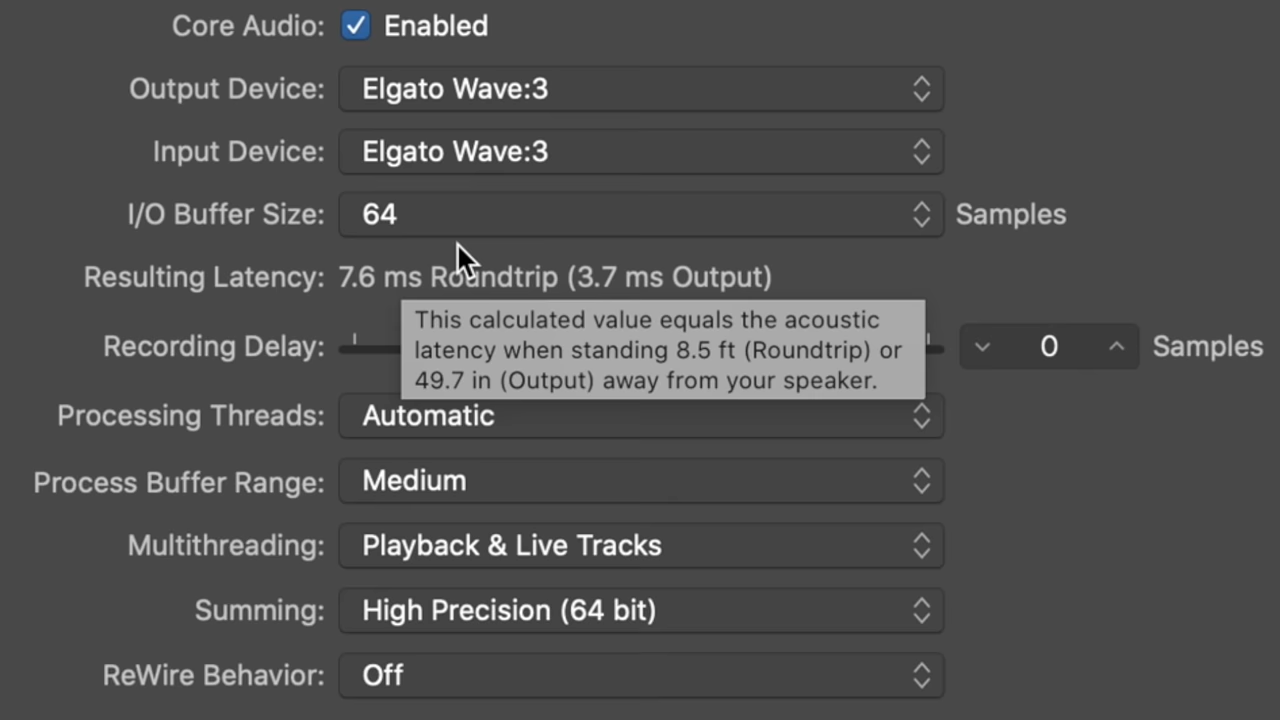 Core Audio: Enabled
Output Device: Elgato Wave:3
Input Device: Elgato Wave:3
I/O Buffer Size: 64 Samples
Resulting Latency: 7.6 ms Roundtrip (3.7 ms Output)
This calculated value equals the acoustic
latency when standing 8.5 ft (Roundtrip) or
49.7 in (Output) away from your speaker.
Recording Delay: 0 Samples
Processing Threads: Automatic
Process Buffer Range: Medium
Multithreading: Playback & Live Tracks
Summing: High Precision (64 bit)
ReWire Behavior: Off